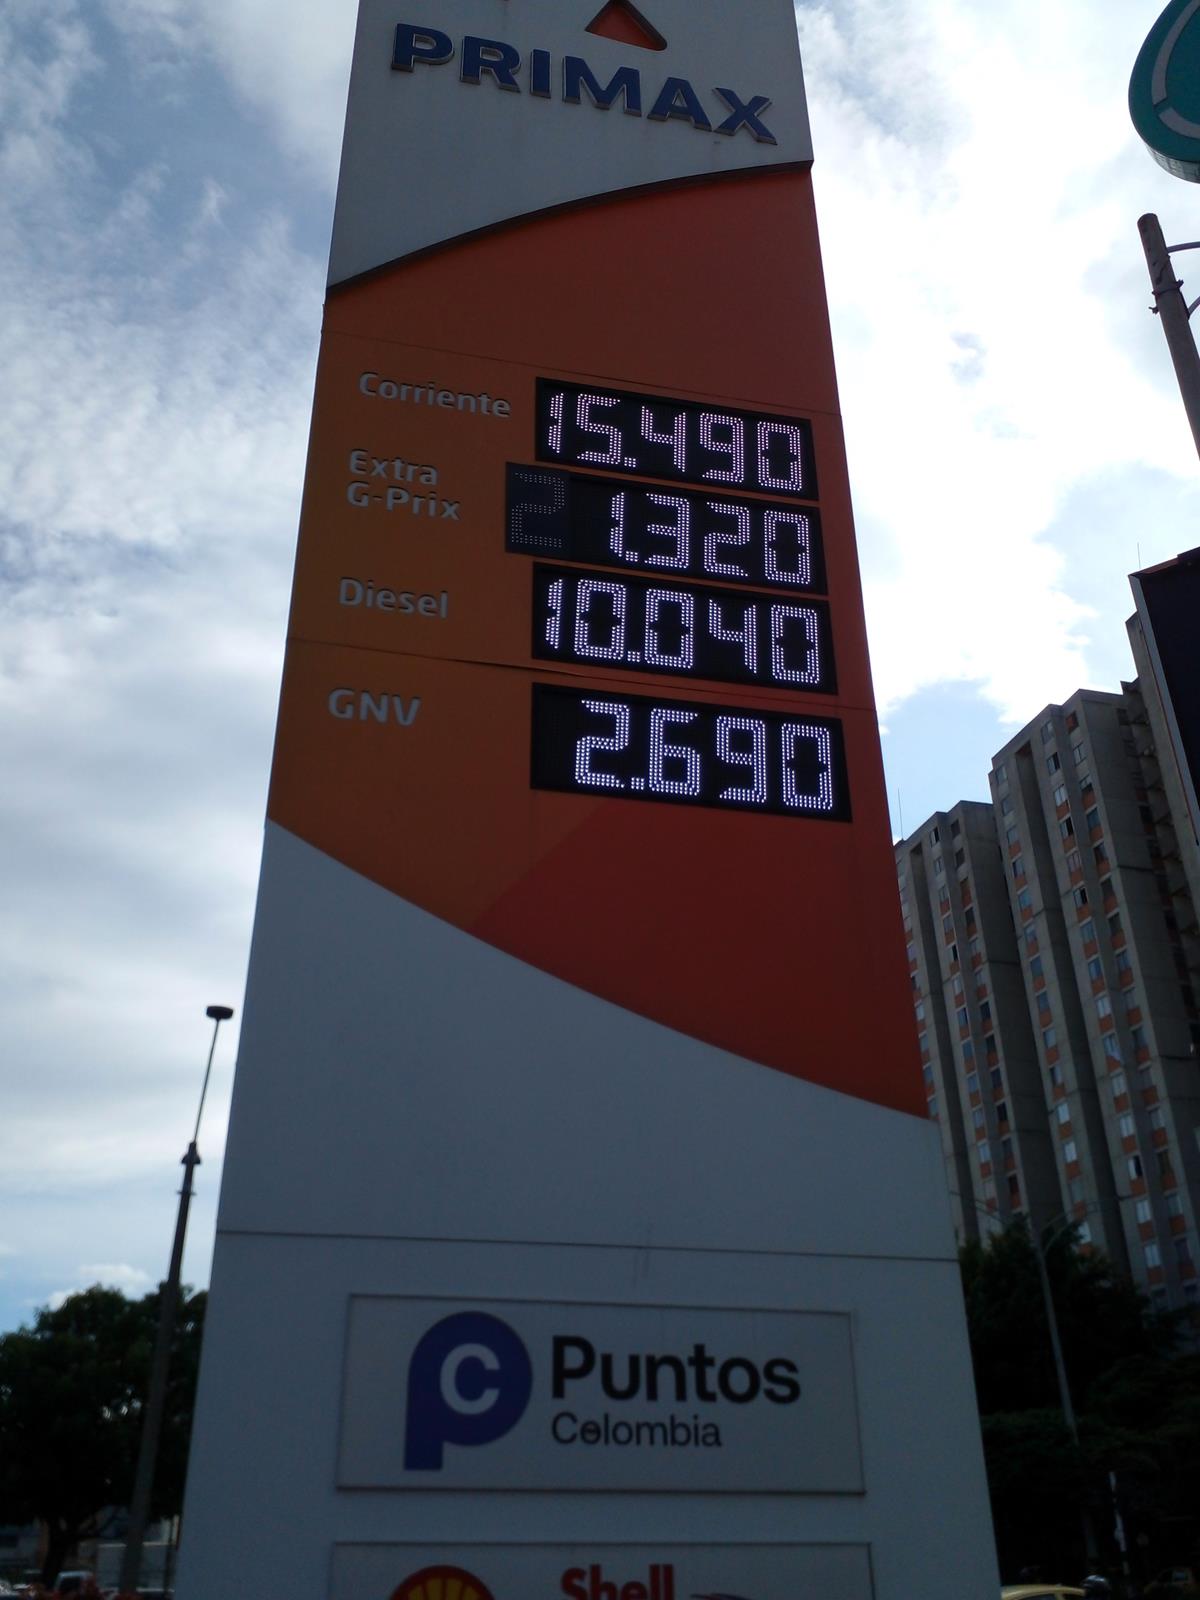 PRIMAX
Corriente 15.490
Extra
G-Prix 21.320
Diesel 10.040
GNV 2.690
Puntos
Colombia
Shell